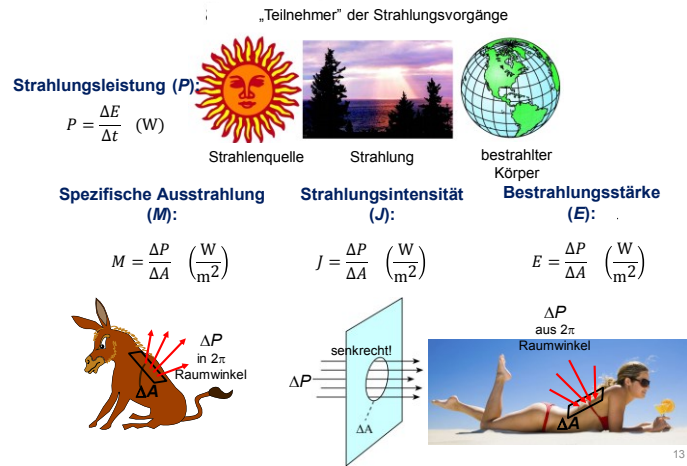 „Teilnehmer" der Strahlungsvorgänge
Strahlungsleistung (P):
P = ΔE/Δt (W)
Strahlenquelle
Strahlung
bestrahlter
Körper
Spezifische Ausstrahlung
(M):
M = ΔP/ΔA (W/m²)
Strahlungsintensität
(J):
J = ΔP/ΔA (W/m²)
Bestrahlungsstärke
(E):
E = ΔP/ΔA (W/m²)
ΔP
in 2π
Raumwinkel
ΔA
senkrecht!
ΔP
ΔA
ΔP
aus 2π
Raumwinkel
ΔA
13